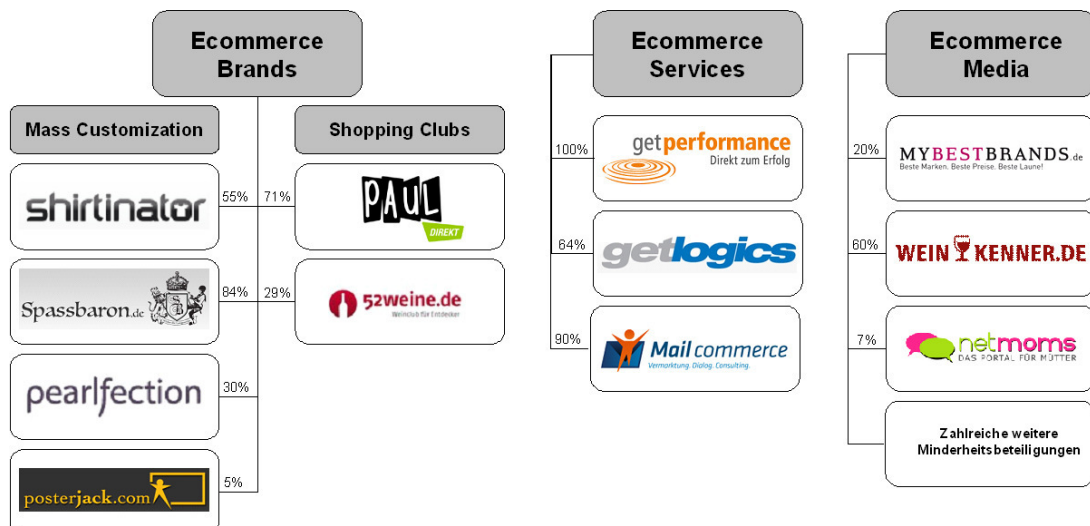 Ecommerce
Brands
Mass Customization
shirtinator
55%
Spassbaron.de
84%
pearlfection
30%
posterjack.com
5%
Shopping Clubs
71%
PAUL
DIREKT
29%
52weine.de
Weinclub für Entdecker
Ecommerce
Services
100%
getperformance
Direkt zum Erfolg
64%
getlogics
90%
Mailcommerce
Vermarktung. Dialog. Consulting.
Ecommerce
Media
20%
MYBESTBRANDS.de
Beste Marken. Beste Preise. Beste Laune!
60%
WEIN KENNER.DE
7%
netmoms
DAS PORTAL FÜR MÜTTER
Zahlreiche weitere
Minderheitsbeteiligungen